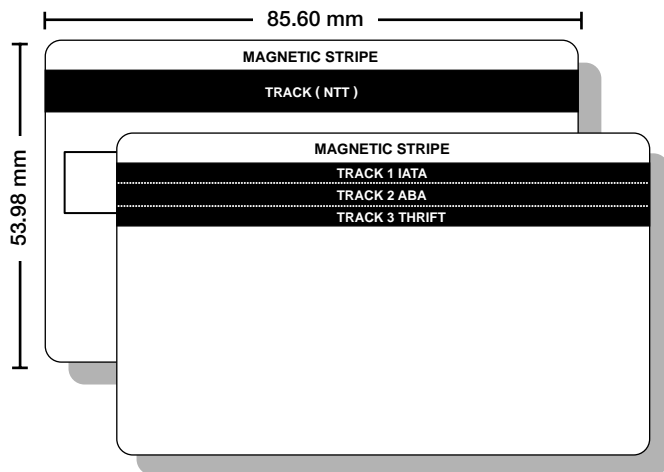 85.60 mm
MAGNETIC STRIPE
TRACK ( NTT )
53.98 mm
MAGNETIC STRIPE
TRACK 1 IATA
TRACK 2 ABA
TRACK 3 THRIFT